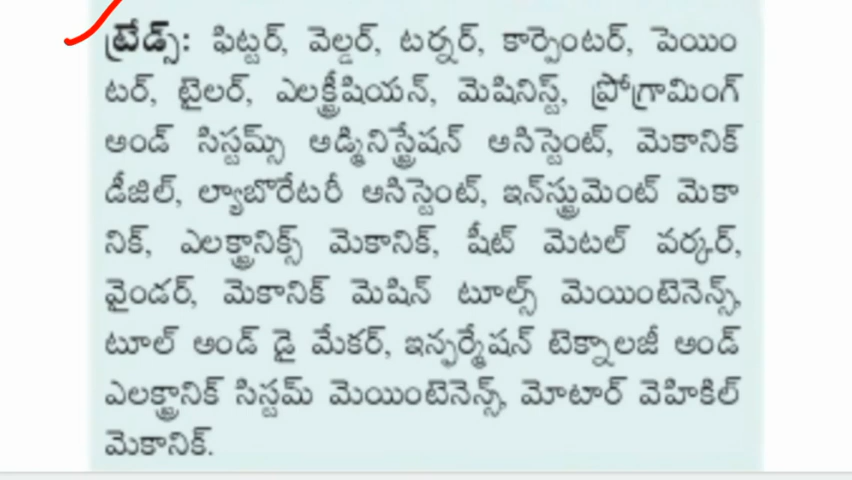 ట్రేడ్స్: ఫిట్టర్, వెల్డర్, టర్నర్, కార్పెంటర్, పెయిం
టర్, టైలర్, ఎలక్ట్రీషియన్, మెషినిస్ట్, ప్రోగ్రామింగ్
అండ్ సిస్టమ్స్ అడ్మినిస్ట్రేషన్ అసిస్టెంట్, మెకానిక్
డీజిల్, ల్యాబొరేటరీ అసిస్టెంట్, ఇన్‌స్ట్రుమెంట్ మెకా
నిక్, ఎలక్ట్రానిక్స్ మెకానిక్, షీట్ మెటల్ వర్కర్,
వైండర్, మెకానిక్ మెషిన్ టూల్స్ మెయింటెనెన్స్,
టూల్ అండ్ డై మేకర్, ఇన్ఫర్మేషన్ టెక్నాలజీ అండ్
ఎలక్ట్రానిక్ సిస్టమ్ మెయింటెనెన్స్, మోటార్ వెహికిల్
మెకానిక్.